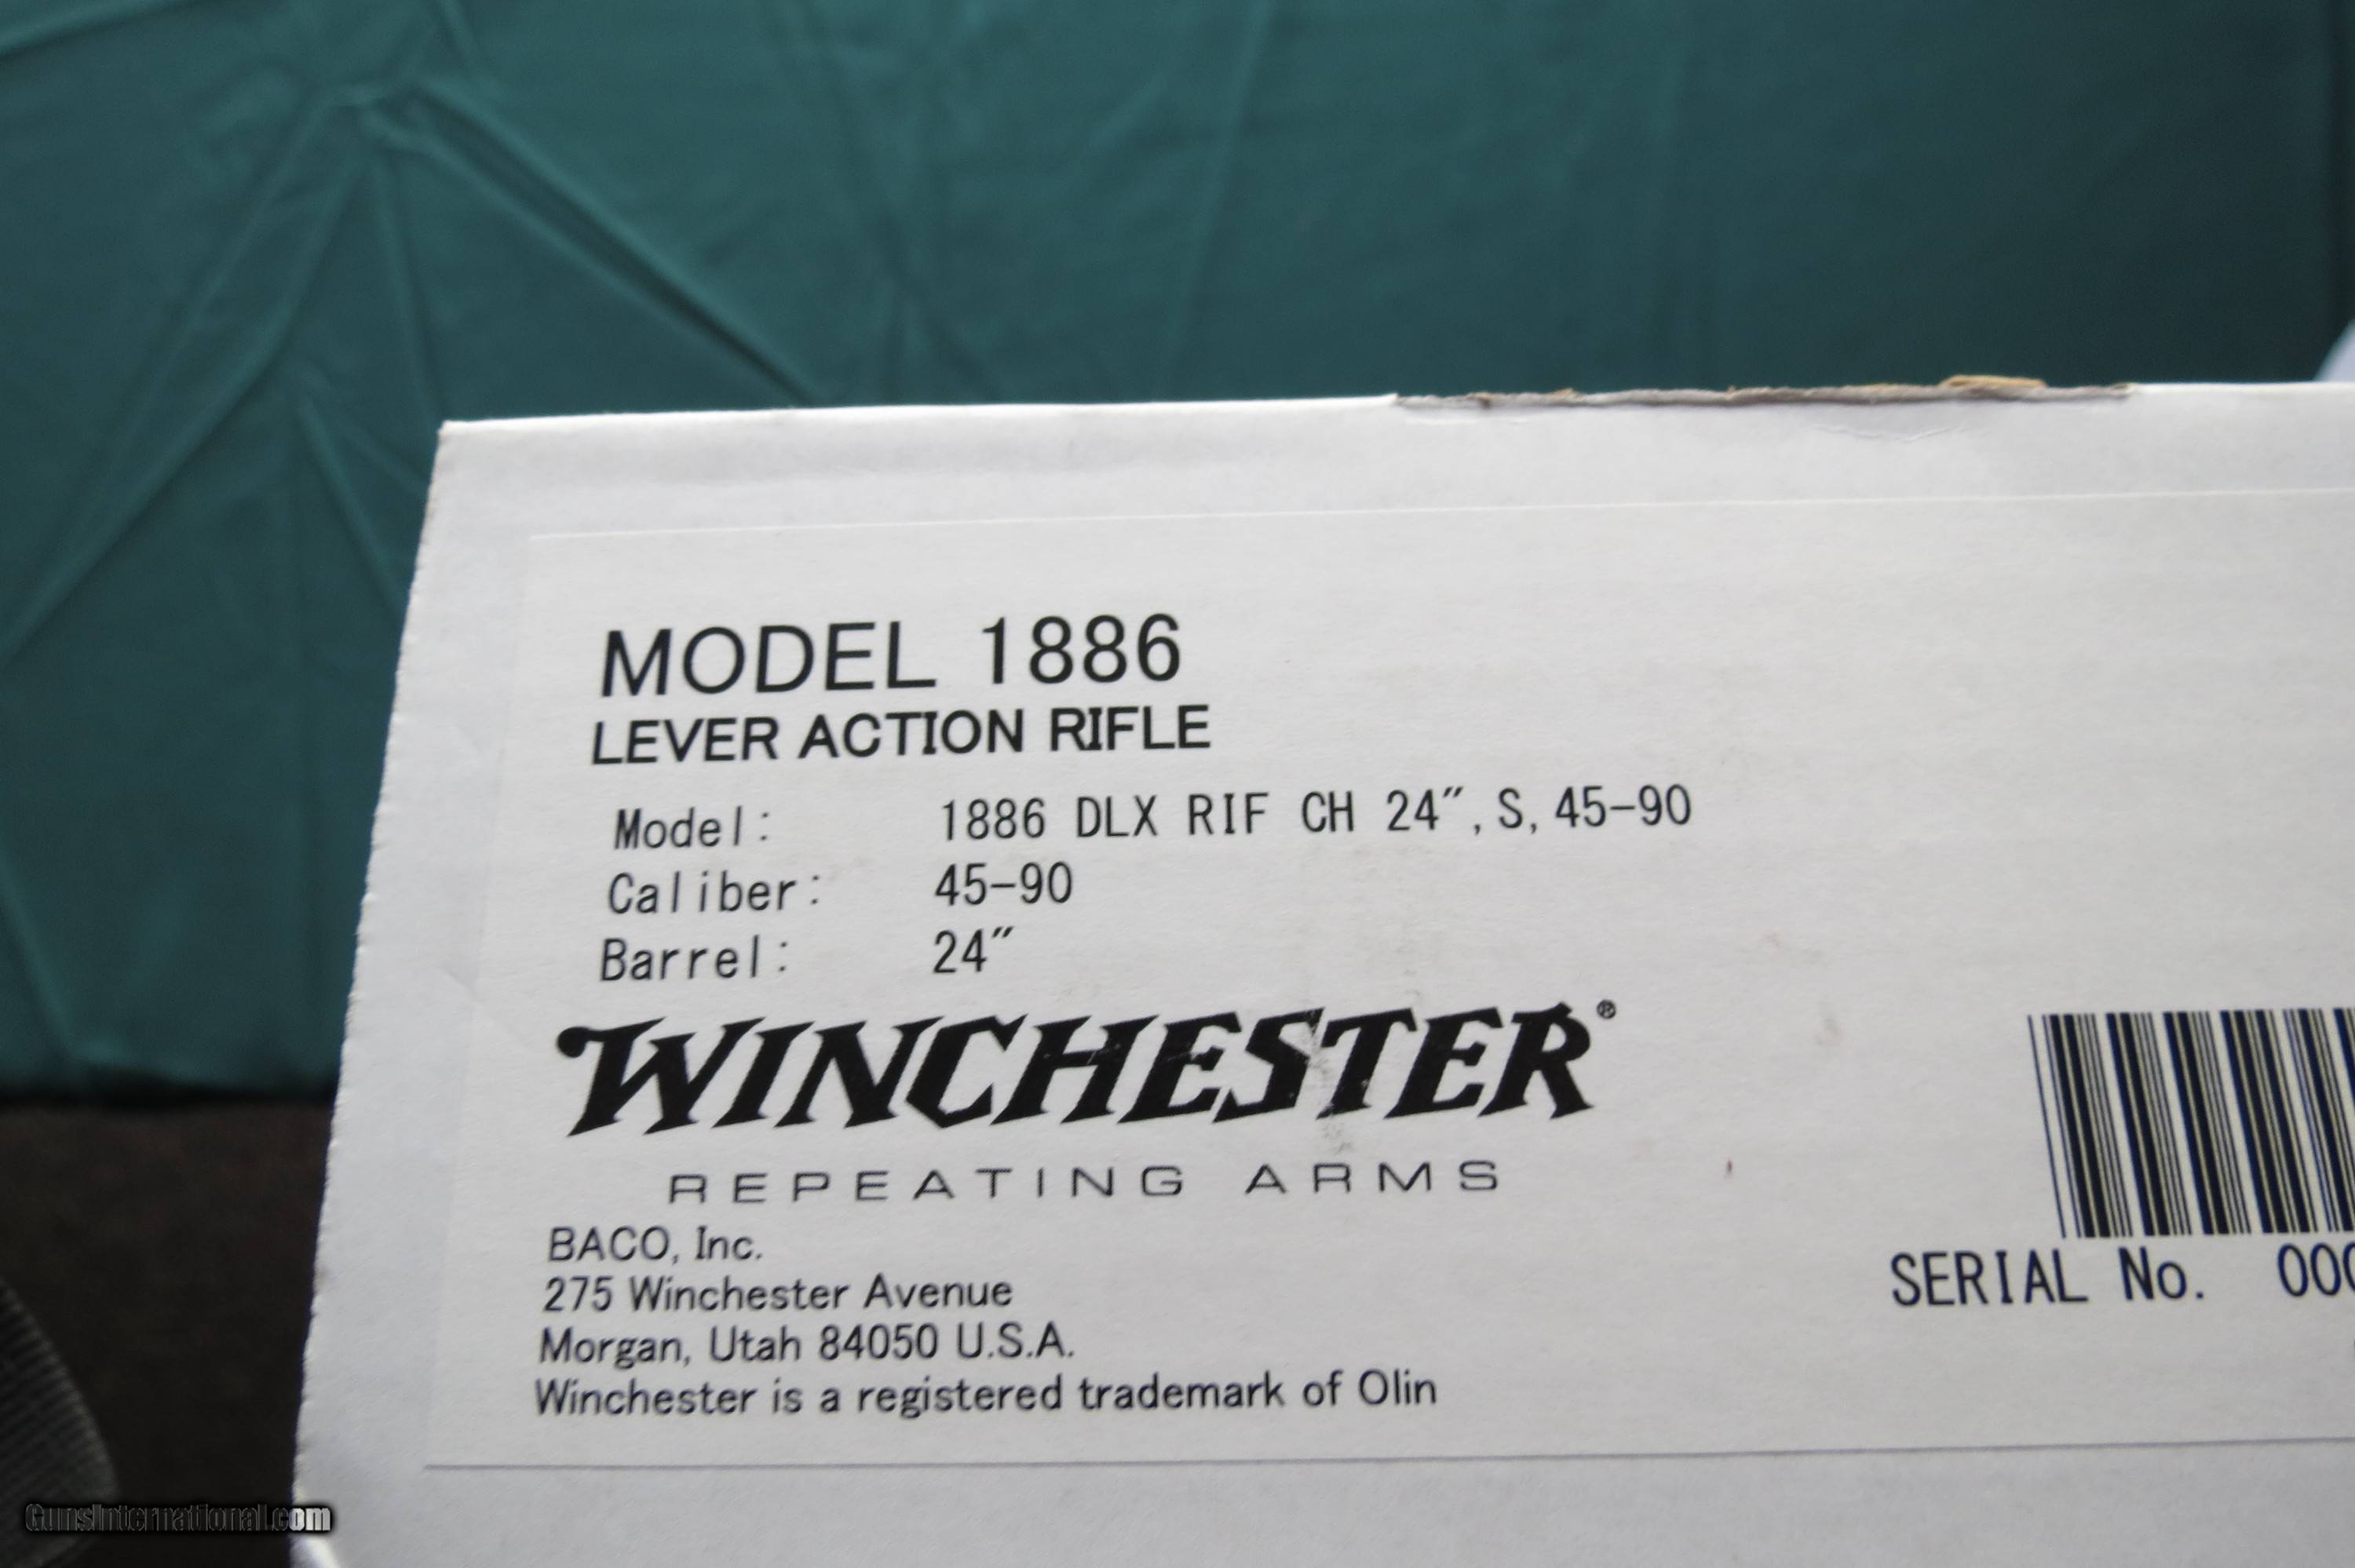 MODEL 1886
LEVER ACTION RIFLE
Model: 1886 DLX RIF CH 24″, S, 45-90
Caliber: 45-90
Barrel: 24″
WINCHESTER®
REPEATING ARMS
BACO, Inc.
275 Winchester Avenue
Morgan, Utah 84050 U.S.A.
Winchester is a registered trademark of Olin
SERIAL No.
GunsInternational.com